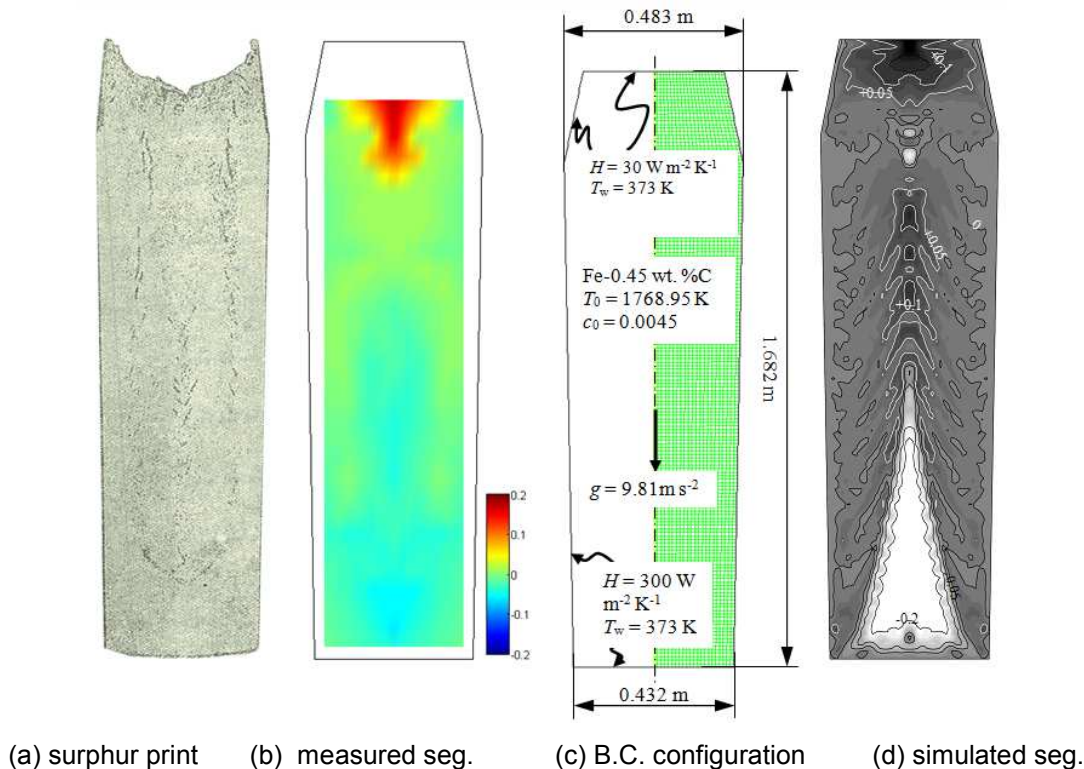 0.483 m
H = 30 W m-2 K-1
Tw = 373 K
Fe-0.45 wt. %C
T0 = 1768.95 K
c0 = 0.0045
1.682 m
g = 9.81m s-2
H = 300 W
m-2 K-1
Tw = 373 K
0.432 m
0.2
0.1
0
-0.1
-0.2
+0.1
+0.05
0
+0.05
+0.1
-0.05
-0.2
(a) surphur print (b) measured seg. (c) B.C. configuration (d) simulated seg.